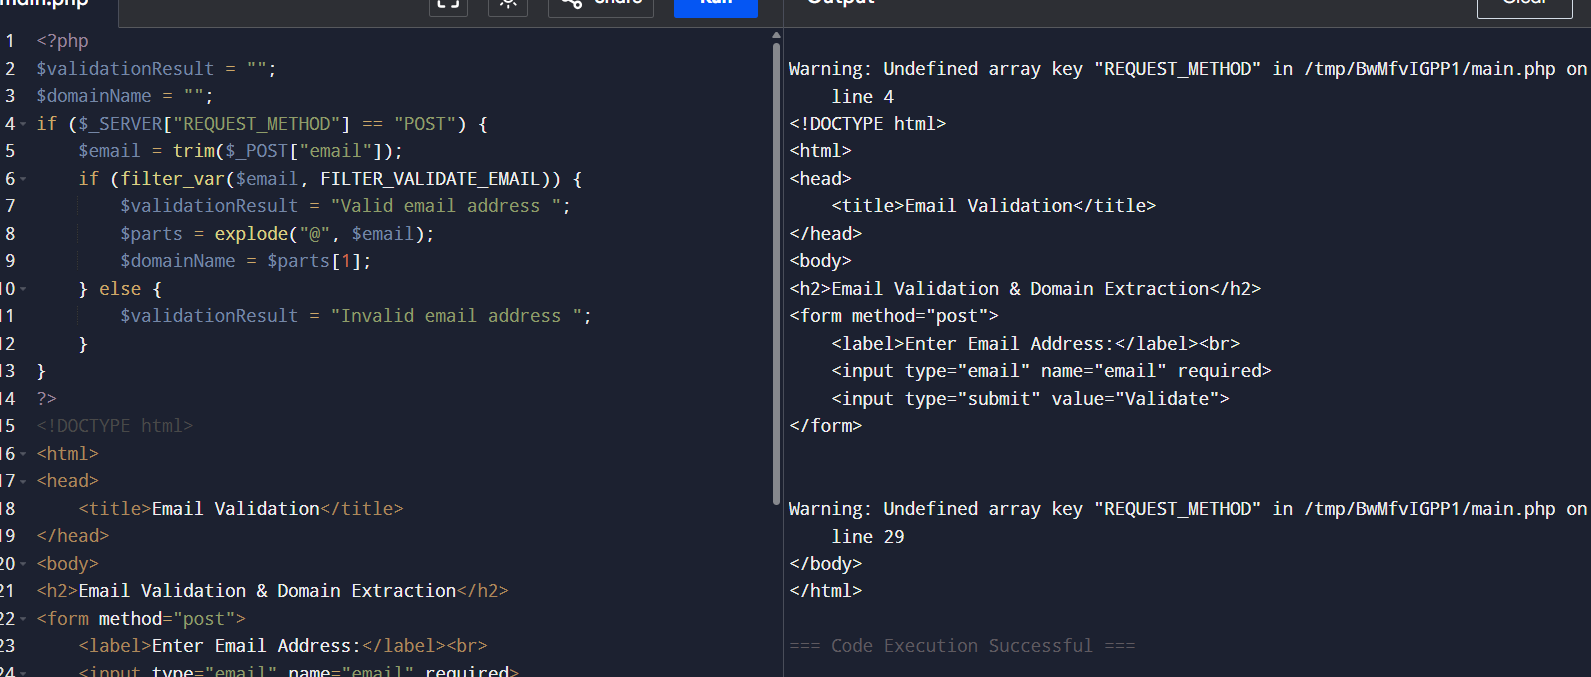 main.php
Share
Run
1 <?php
2 $validationResult = "";
3 $domainName = "";
4 if ($_SERVER["REQUEST_METHOD"] == "POST") {
5     $email = trim($_POST["email"]);
6     if (filter_var($email, FILTER_VALIDATE_EMAIL)) {
7         $validationResult = "Valid email address ";
8         $parts = explode("@", $email);
9         $domainName = $parts[1];
10     } else {
11         $validationResult = "Invalid email address ";
12     }
13 }
14 ?>
15 <!DOCTYPE html>
16 <html>
17 <head>
18     <title>Email Validation</title>
19 </head>
20 <body>
21 <h2>Email Validation & Domain Extraction</h2>
22 <form method="post">
23     <label>Enter Email Address:</label><br>
24     <input type="email" name="email" required>
Output
Clear
Warning: Undefined array key "REQUEST_METHOD" in /tmp/BwMfvIGPP1/main.php on
    line 4
<!DOCTYPE html>
<html>
<head>
    <title>Email Validation</title>
</head>
<body>
<h2>Email Validation & Domain Extraction</h2>
<form method="post">
    <label>Enter Email Address:</label><br>
    <input type="email" name="email" required>
    <input type="submit" value="Validate">
</form>
Warning: Undefined array key "REQUEST_METHOD" in /tmp/BwMfvIGPP1/main.php on
    line 29
</body>
</html>
=== Code Execution Successful ===